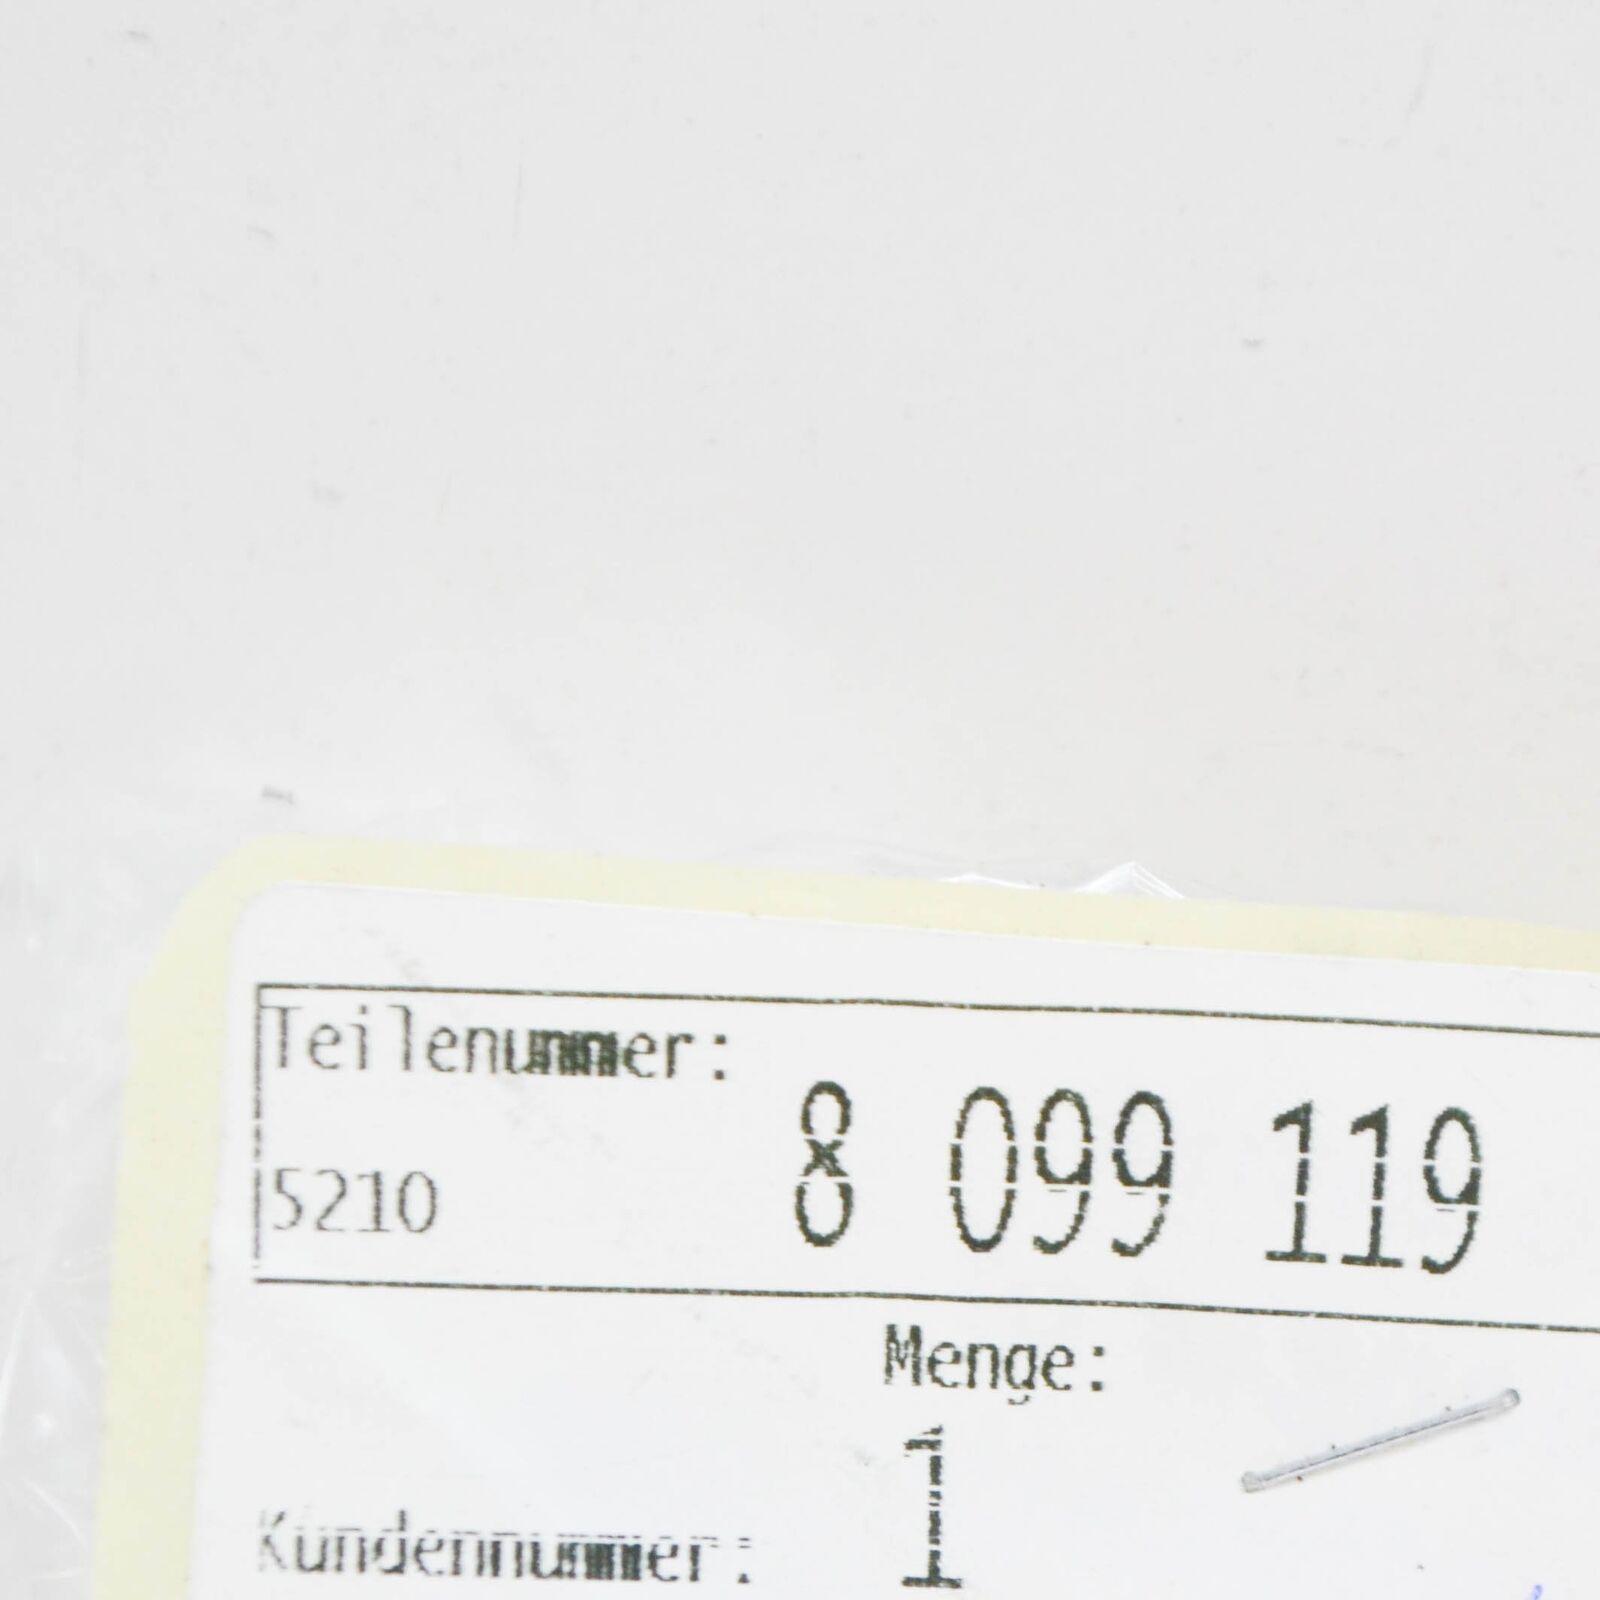 Teilenummer:
5210 8 099 119
Menge:
1
Kundennummer: